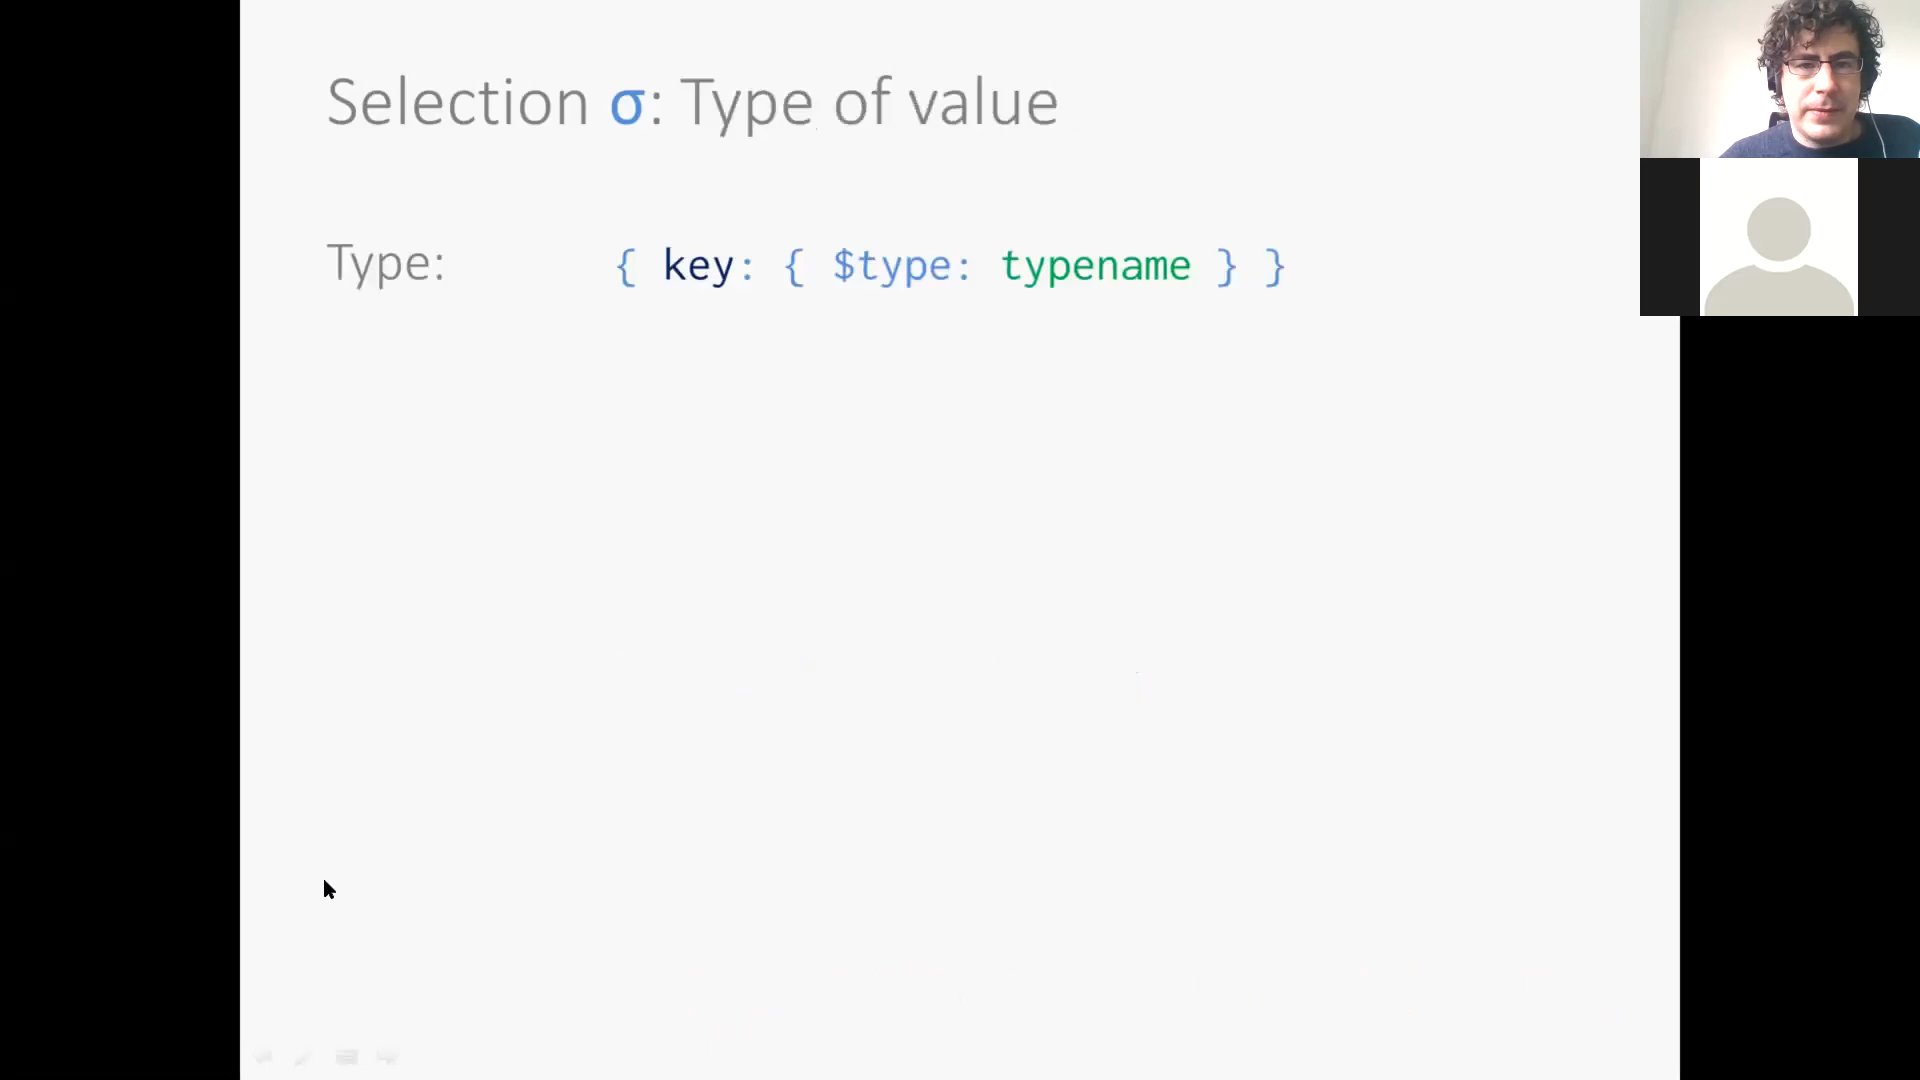 Selection σ: Type of value
Type: { key: { $type: typename } }